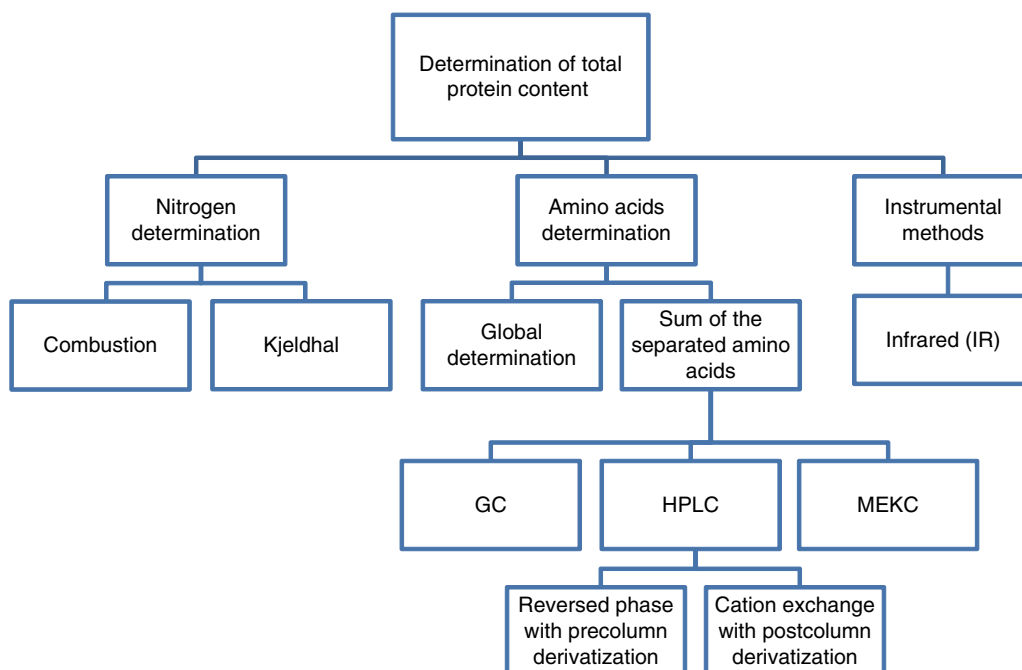 Determination of total
protein content
Nitrogen
determination
Amino acids
determination
Instrumental
methods
Combustion
Kjeldhal
Global
determination
Sum of the
separated amino
acids
Infrared (IR)
GC
HPLC
MEKC
Reversed phase
with precolumn
derivatization
Cation exchange
with postcolumn
derivatization